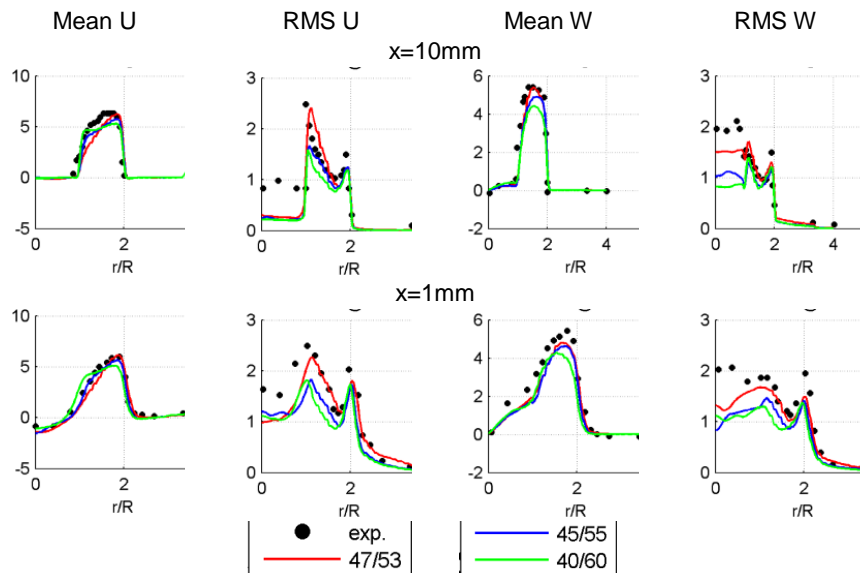 Mean U RMS U Mean W RMS W
x=10mm
10 3 6 3
5 2 4 2
0 1 2 1
-5 0 0 -2 0
0 2 0 2 0 2 4 0 2 4
r/R r/R r/R r/R
x=1mm
10 3 6 3
5 2 4 2
0 1 2 1
-5 0 0 -2 0
0 2 0 2 0 2 0 2
r/R r/R r/R r/R
exp. 45/55
47/53 40/60